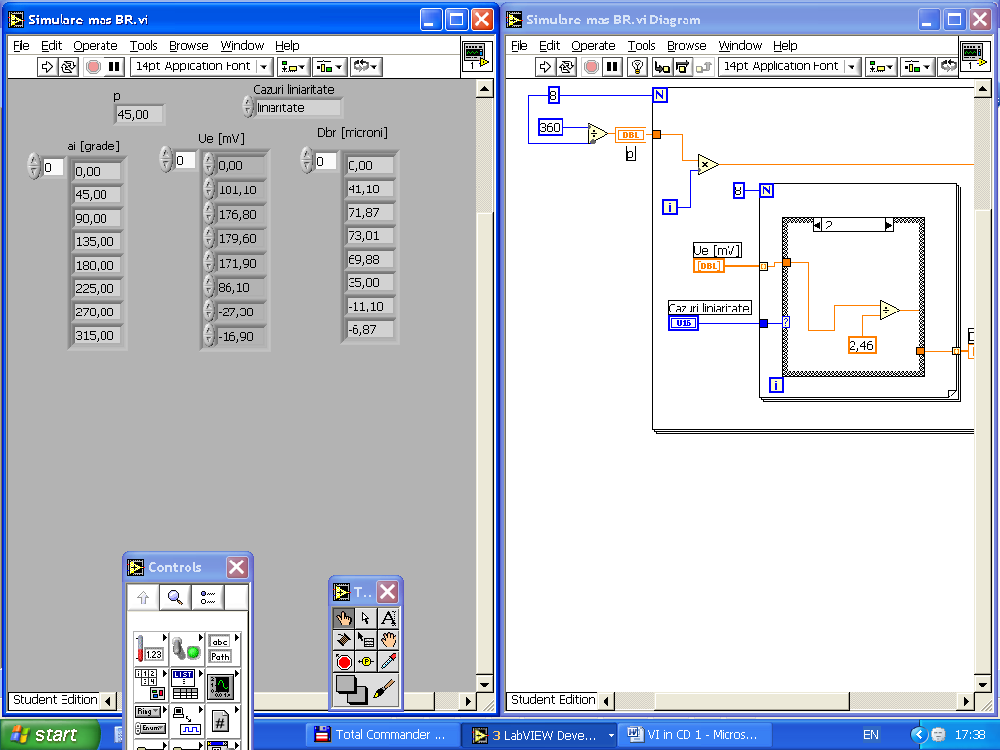 Simulare mas BR.vi
File Edit Operate Tools Browse Window Help
14pt Application Font
1
p
45,00
Cazuri liniaritate
liniaritate
ai [grade]
0
0,00
45,00
90,00
135,00
180,00
225,00
270,00
315,00
Ue [mV]
0
0,00
101,10
176,80
179,60
171,90
86,10
-27,30
-16,90
Dbr [microni]
0
0,00
41,10
71,87
73,01
69,88
35,00
-11,10
-6,87
Controls
1.23
abc
Path
1 2
3 4
LIST
Ring
Enum
#
T..
A
P
Student Edition
Simulare mas BR.vi Diagram
File Edit Operate Tools Browse Window Help
14pt Application Font
1
8
N
360
÷
DBL
p
×
i
8
N
2
Ue [mV]
[DBL]
Cazuri liniaritate
U16
?
÷
2,46
i
Student Edition
start
Total Commander ...
3 LabVIEW Deve...
VI in CD 1 - Micros...
EN
17:38